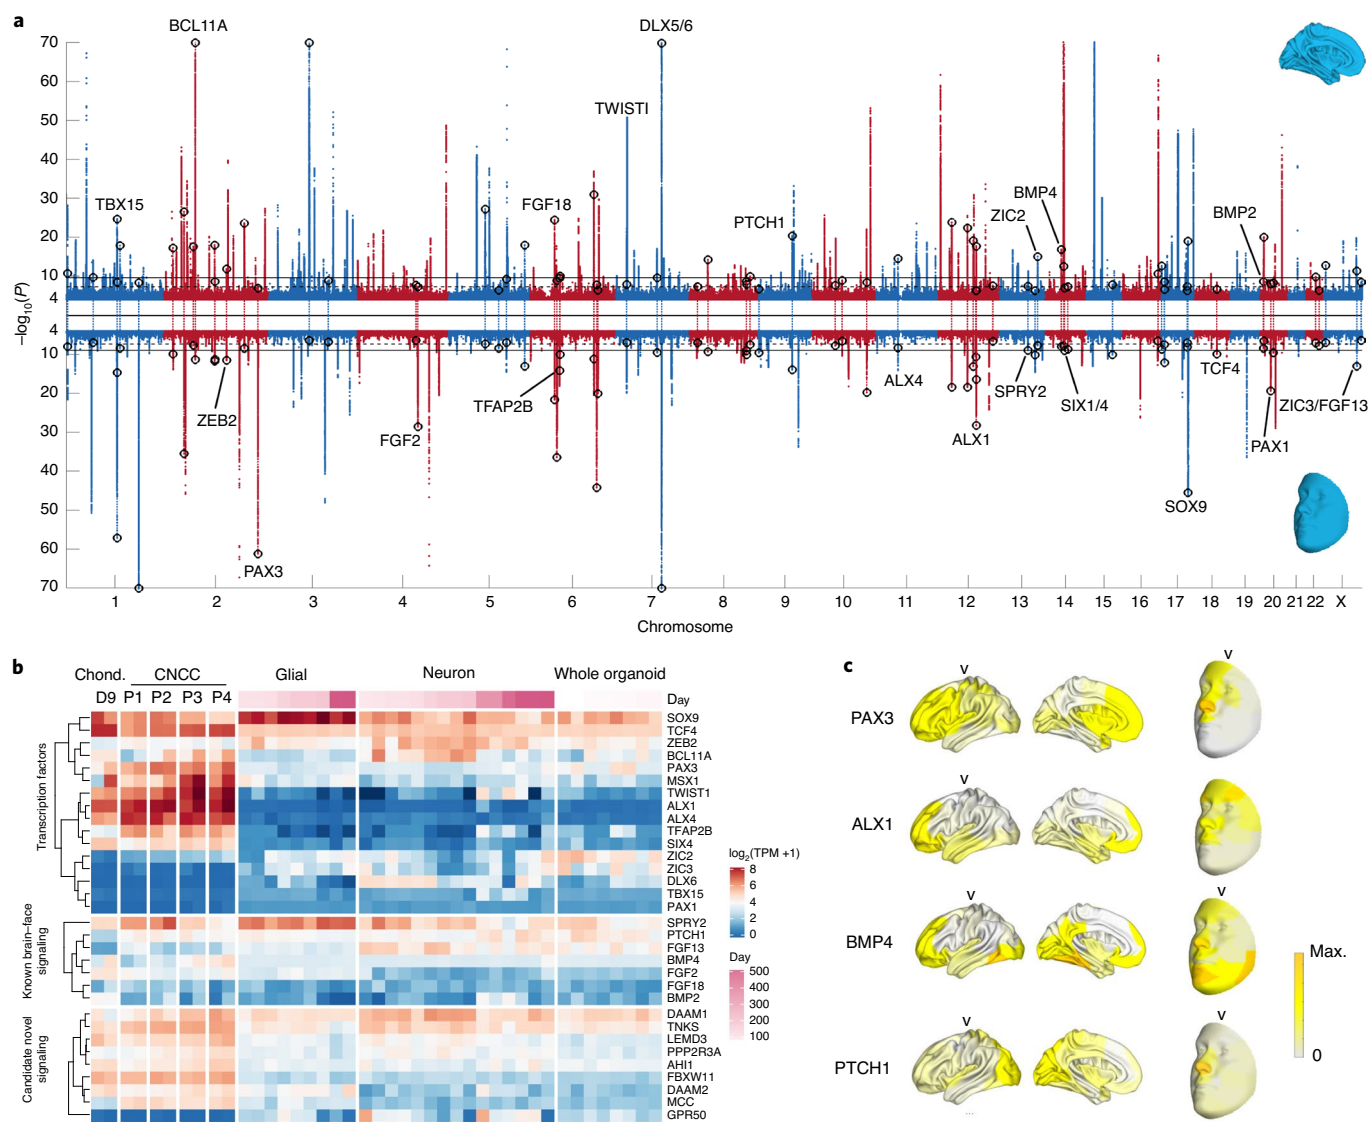 a
BCL11A
DLX5/6
70
60
50
40
30
20
10
4
TWISTI
TBX15
FGF18
PTCH1
ZIC2
BMP4
BMP2
–log10(P)
4
10
20
30
40
50
60
70
ZEB2
FGF2
TFAP2B
ALX4
ALX1
SPRY2
SIX1/4
TCF4
PAX1
ZIC3/FGF13
SOX9
PAX3
1 2 3 4 5 6 7 8 9 10 11 12 13 14 15 16 17 18 19 20 21 22 X
Chromosome
b
Chond. CNCC Glial Neuron Whole organoid
D9 P1 P2 P3 P4 Day
Transcription factors
SOX9
TCF4
ZEB2
BCL11A
PAX3
MSX1
TWIST1
ALX1
ALX4
TFAP2B
SIX4
ZIC2
ZIC3
DLX6
TBX15
PAX1
Known brain–face
signaling
SPRY2
PTCH1
FGF13
BMP4
FGF2
FGF18
BMP2
Candidate novel
signaling
DAAM1
TNKS
LEMD3
PPP2R3A
AHI1
FBXW11
DAAM2
MCC
GPR50
log2(TPM +1)
8
6
4
2
0
Day
500
400
300
200
100
c
V V
PAX3
V
ALX1
V V
BMP4
V V
PTCH1
...
Max.
0